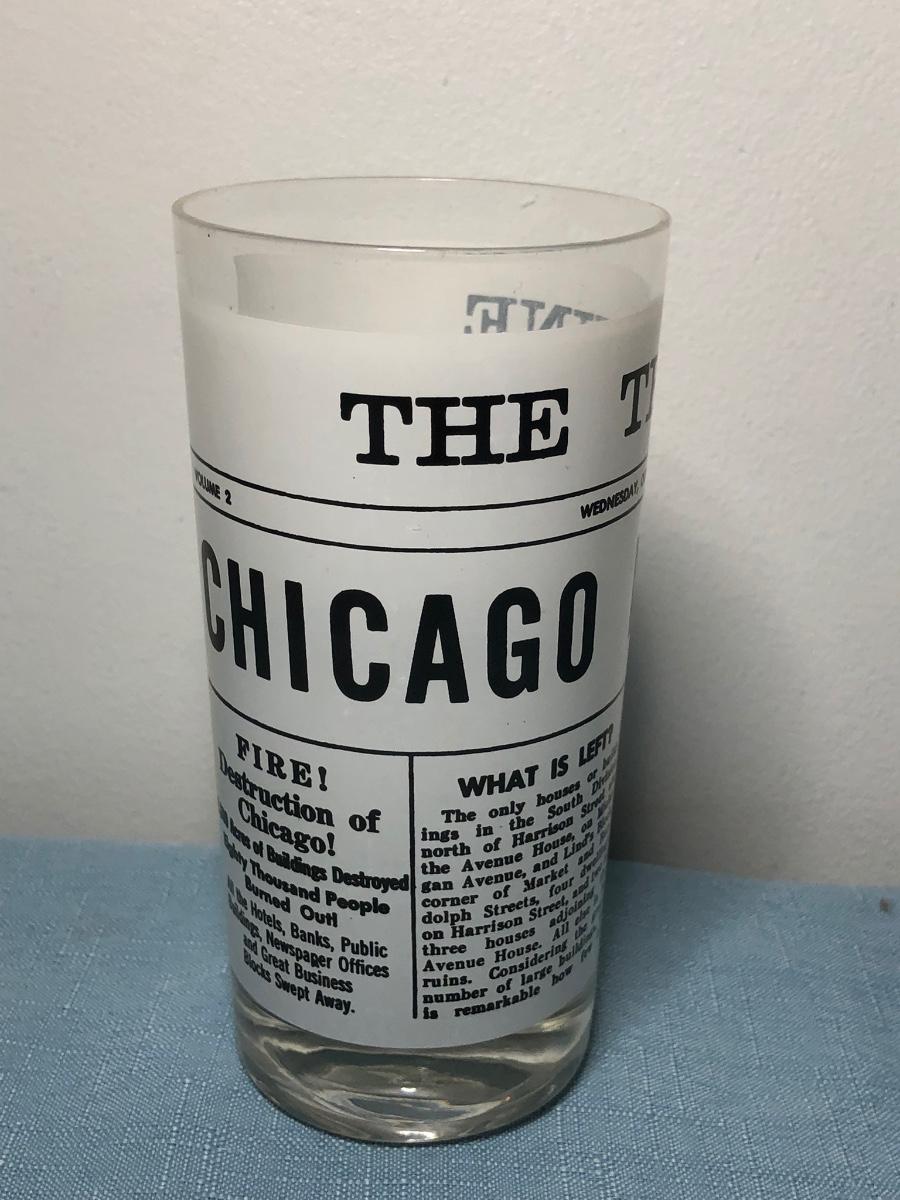 THE
VOLUME 2
WEDNESDAY,
CHICAGO
FIRE!
Destruction of
Chicago!
Acres of Buildings Destroyed
Thousand People
Burned Out!
the Hotels, Banks, Public
Newspaper Offices
and Great Business
Blocks Swept Away.
WHAT IS LEFT?
The only houses or
ings in the South
north of Harrison Street
the Avenue House, on
gan Avenue, and Lind's
corner of Market and
dolph Streets, four
on Harrison Street, and
three houses adjoining
Avenue House. All
ruins. Considering the
number of large
is remarkable how few